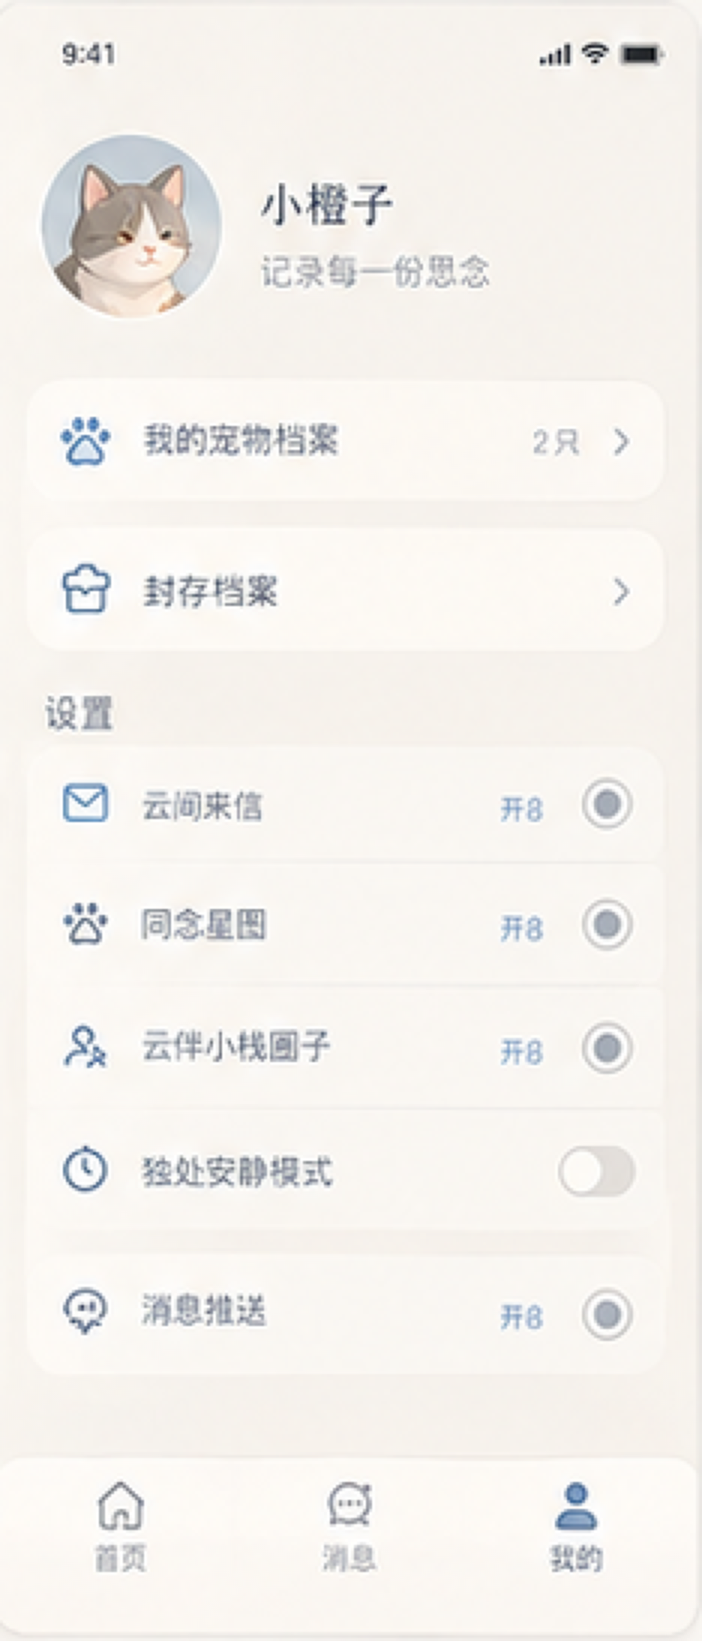 9:41
小橙子
记录每一份思念
我的宠物档案 2只
封存档案
设置
云间来信 开8
同念星图 开8
云伴小栈圈子 开8
独处安静模式
消息推送 开8
首页 消息 我的